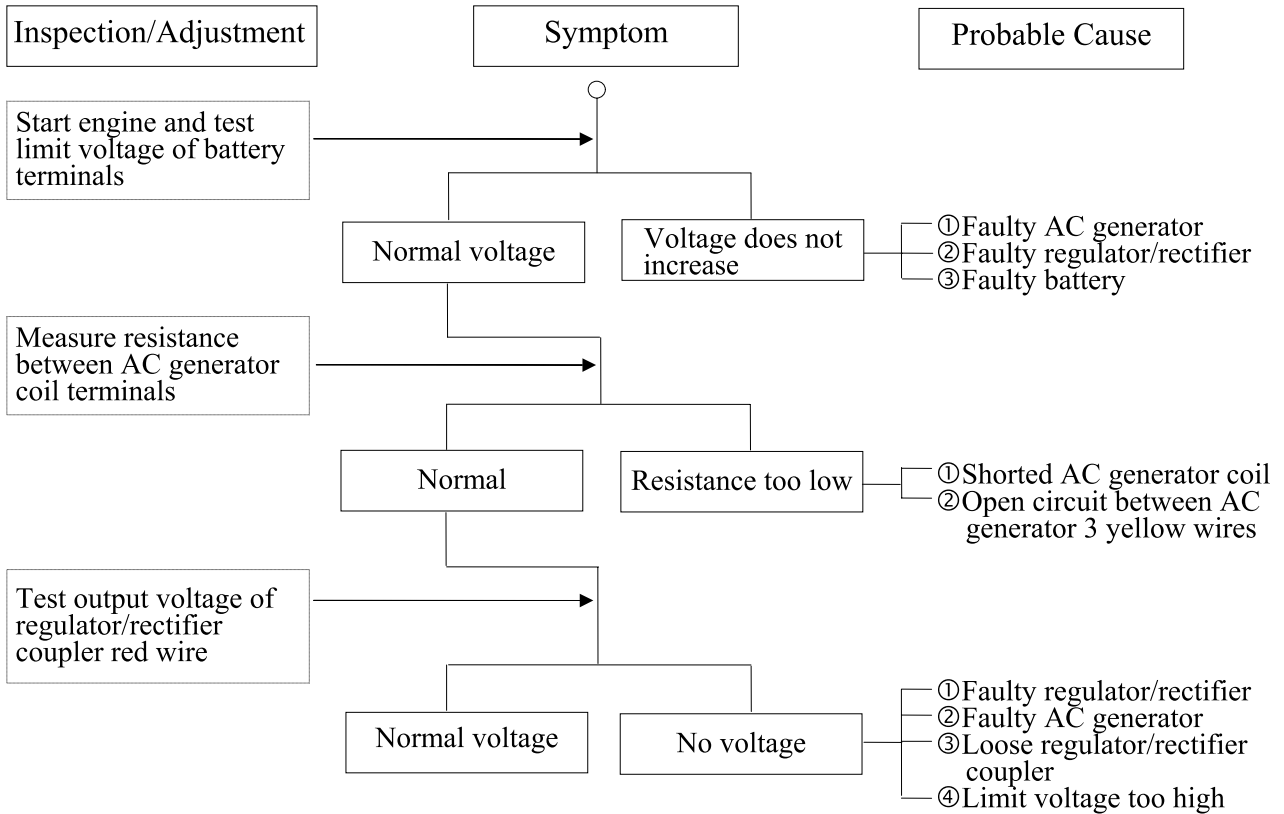 Inspection/Adjustment
Symptom
Probable Cause
Start engine and test
limit voltage of battery
terminals
Normal voltage
Voltage does not
increase
①Faulty AC generator
②Faulty regulator/rectifier
③Faulty battery
Measure resistance
between AC generator
coil terminals
Normal
Resistance too low
①Shorted AC generator coil
②Open circuit between AC
generator 3 yellow wires
Test output voltage of
regulator/rectifier
coupler red wire
Normal voltage
No voltage
①Faulty regulator/rectifier
②Faulty AC generator
③Loose regulator/rectifier
coupler
④Limit voltage too high